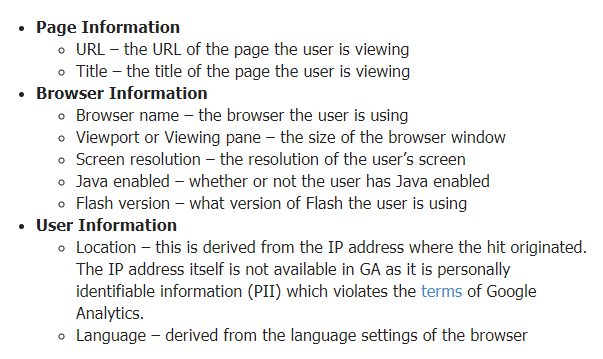 Page Information
URL – the URL of the page the user is viewing
Title – the title of the page the user is viewing
Browser Information
Browser name – the browser the user is using
Viewport or Viewing pane – the size of the browser window
Screen resolution – the resolution of the user’s screen
Java enabled – whether or not the user has Java enabled
Flash version – what version of Flash the user is using
User Information
Location – this is derived from the IP address where the hit originated.
The IP address itself is not available in GA as it is personally
identifiable information (PII) which violates the terms of Google
Analytics.
Language – derived from the language settings of the browser